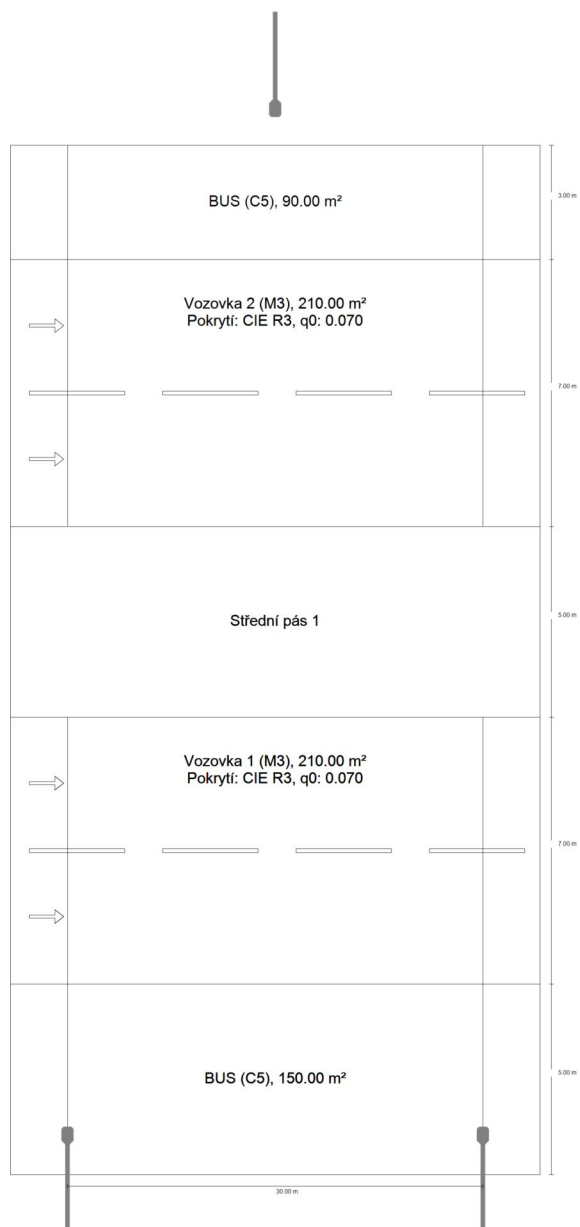 BUS (C5), 90.00 m²
3.00 m
Vozovka 2 (M3), 210.00 m²
Pokrytí: CIE R3, q0: 0.070
7.00 m
Střední pás 1
5.00 m
Vozovka 1 (M3), 210.00 m²
Pokrytí: CIE R3, q0: 0.070
7.00 m
BUS (C5), 150.00 m²
5.00 m
30.00 m